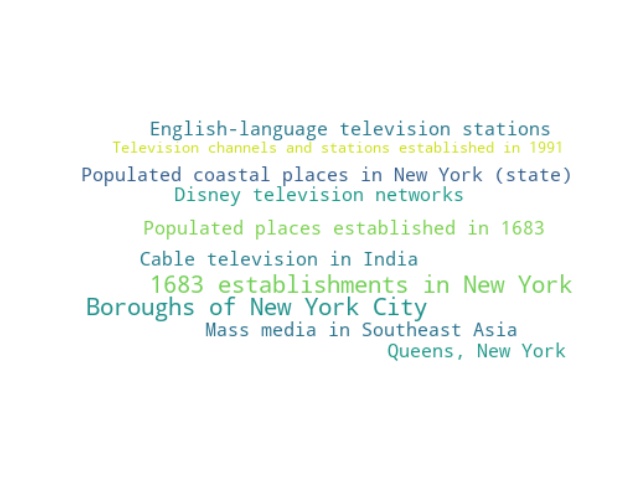 English-language television stations
Television channels and stations established in 1991
Populated coastal places in New York (state)
Disney television networks
Populated places established in 1683
Cable television in India
1683 establishments in New York
Boroughs of New York City
Mass media in Southeast Asia
Queens, New York